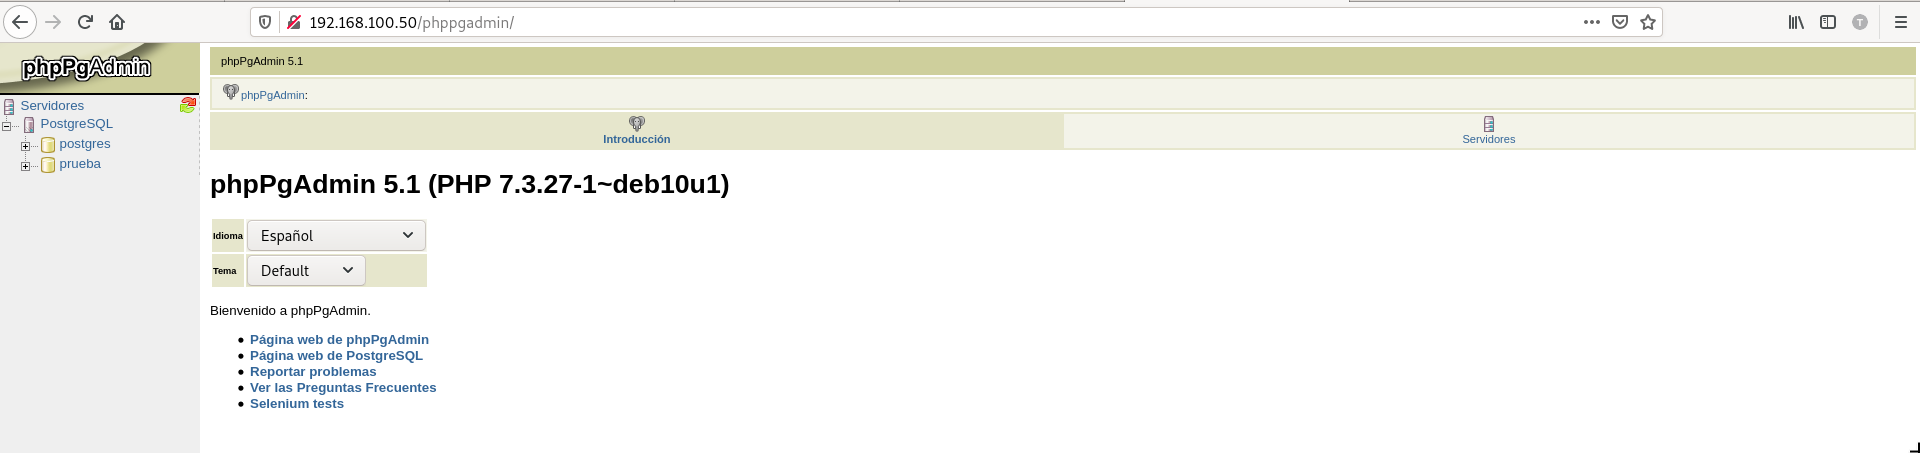 192.168.100.50/phppgadmin/
T
phpPgAdmin
Servidores
PostgreSQL
postgres
prueba
phpPgAdmin 5.1
phpPgAdmin:
Introducción
Servidores
phpPgAdmin 5.1 (PHP 7.3.27-1~deb10u1)
Idioma Español
Tema Default
Bienvenido a phpPgAdmin.
Página web de phpPgAdmin
Página web de PostgreSQL
Reportar problemas
Ver las Preguntas Frecuentes
Selenium tests